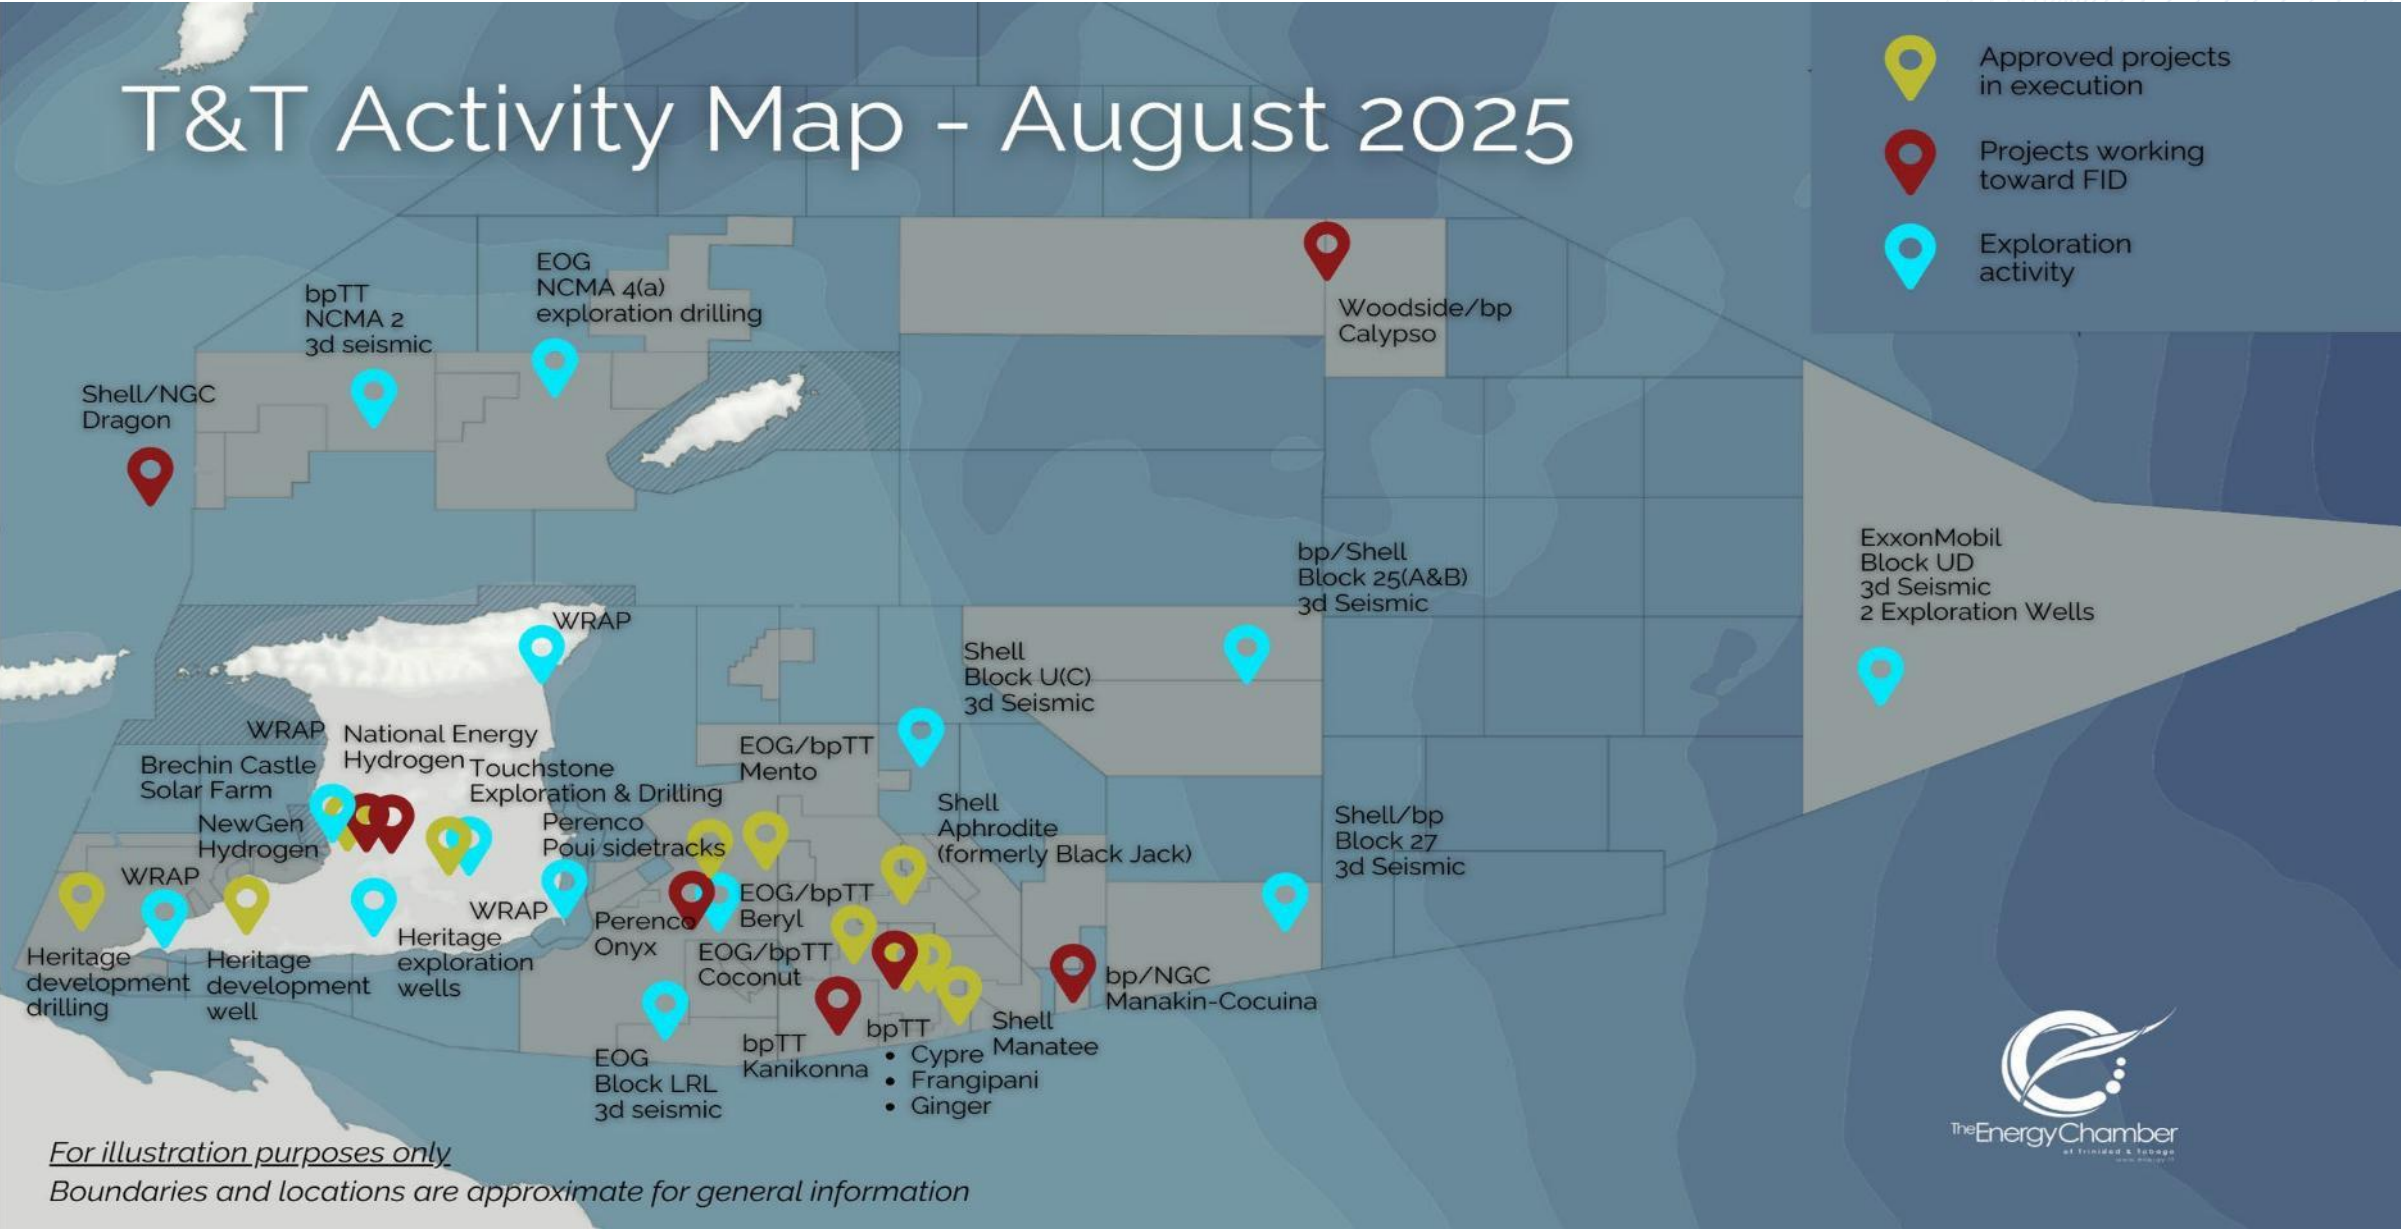 T&T Activity Map - August 2025
Approved projects
in execution
Projects working
toward FID
Exploration
activity
EOG
NCMA 4(a)
exploration drilling
bpTT
NCMA 2
3d seismic
Woodside/bp
Calypso
Shell/NGC
Dragon
bp/Shell
Block 25(A&B)
3d Seismic
ExxonMobil
Block UD
3d Seismic
2 Exploration Wells
WRAP
Shell
Block U(C)
3d Seismic
WRAP
National Energy
Hydrogen
Brechin Castle
Solar Farm
Touchstone
Exploration & Drilling
EOG/bpTT
Mento
NewGen
Hydrogen
Perenco
Poui sidetracks
Shell
Aphrodite
(formerly Black Jack)
Shell/bp
Block 27
3d Seismic
WRAP
WRAP
Perenco
Onyx
EOG/bpTT
Beryl
EOG/bpTT
Coconut
Heritage
development
drilling
Heritage
development
well
Heritage
exploration
wells
bp/NGC
Manakin-Cocuina
EOG
Block LRL
3d seismic
bpTT
Kanikonna
bpTT
• Cypre
• Frangipani
• Ginger
Shell
Manatee
The Energy Chamber
of Trinidad & Tobago
For illustration purposes only
Boundaries and locations are approximate for general information